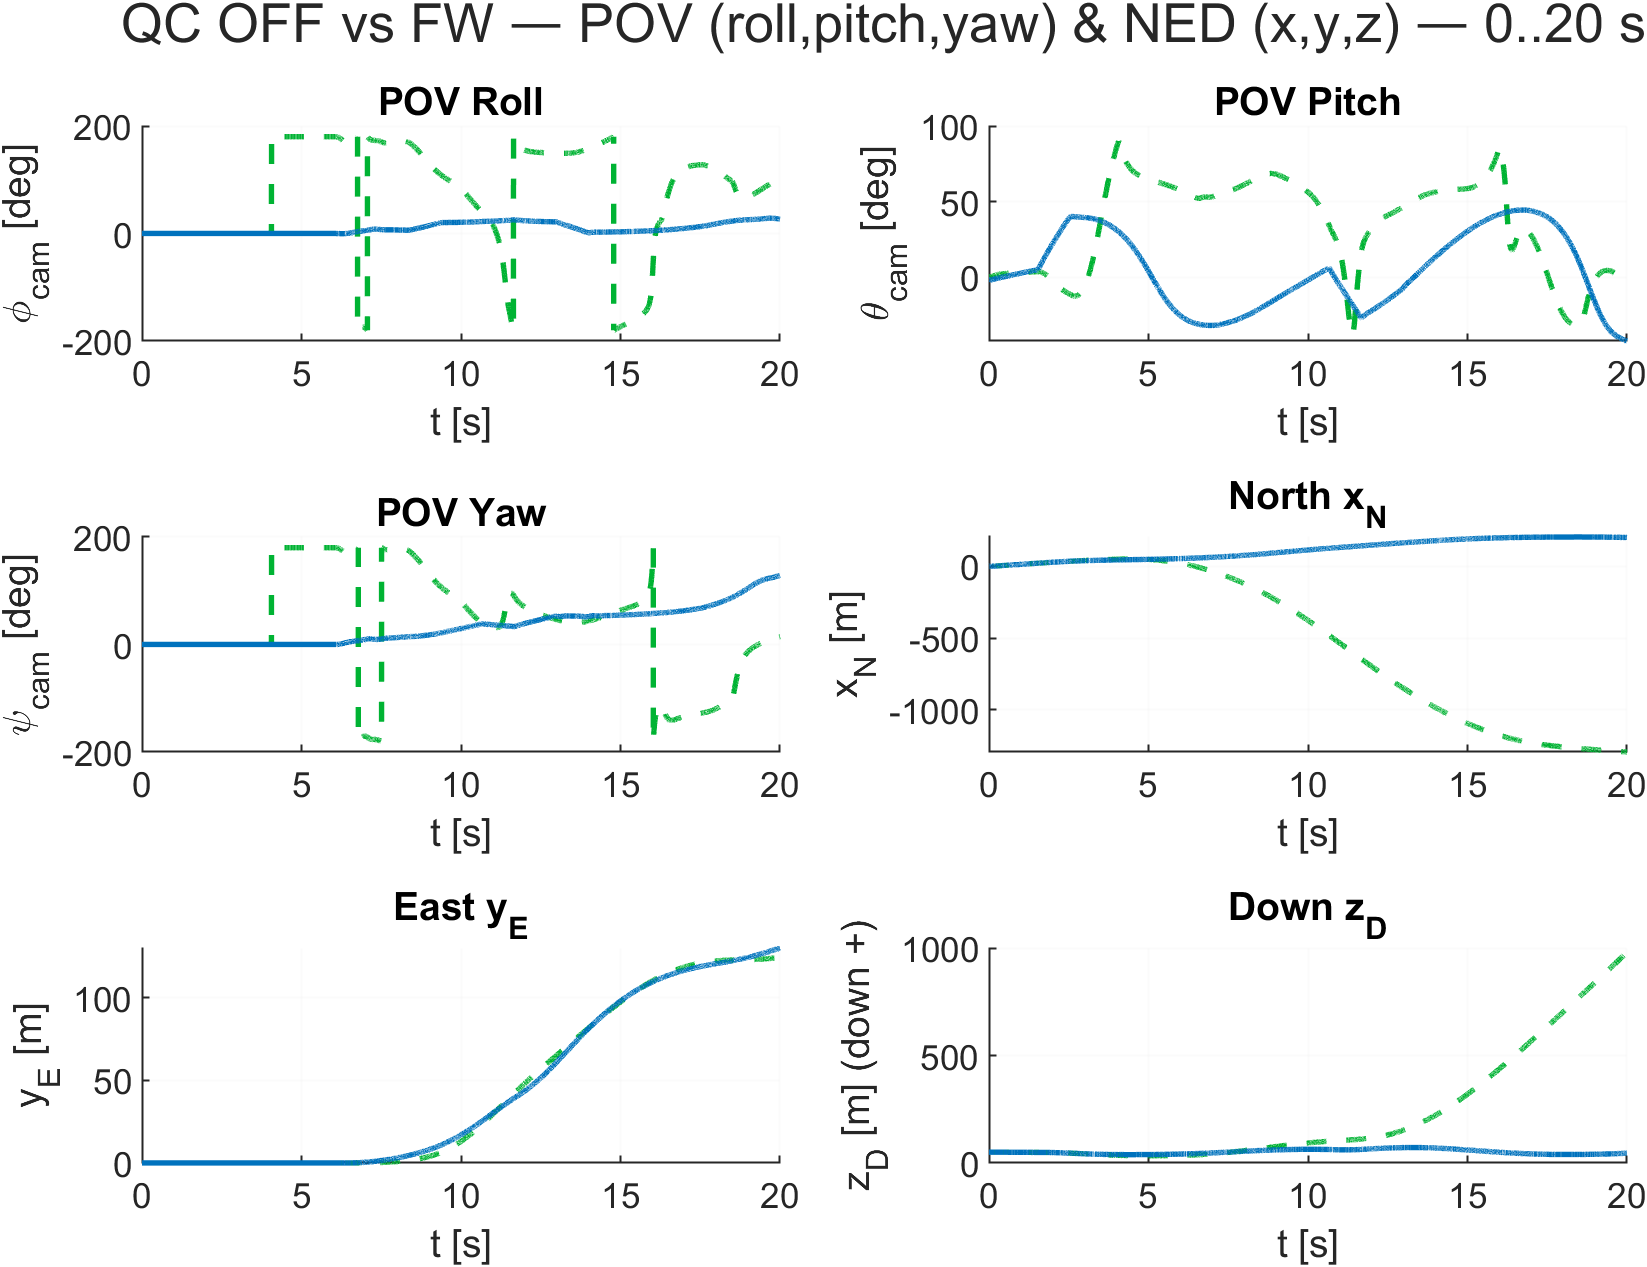 QC OFF vs FW — POV (roll,pitch,yaw) & NED (x,y,z) — 0..20 s
POV Roll
200
0
-200
ϕcam [deg]
0 5 10 15 20
t [s]
POV Pitch
100
50
0
θcam [deg]
0 5 10 15 20
t [s]
POV Yaw
200
0
-200
ψcam [deg]
0 5 10 15 20
t [s]
North xN
0
-500
-1000
xN [m]
0 5 10 15 20
t [s]
East yE
100
50
0
yE [m]
0 5 10 15 20
t [s]
Down zD
1000
500
0
zD [m] (down +)
0 5 10 15 20
t [s]